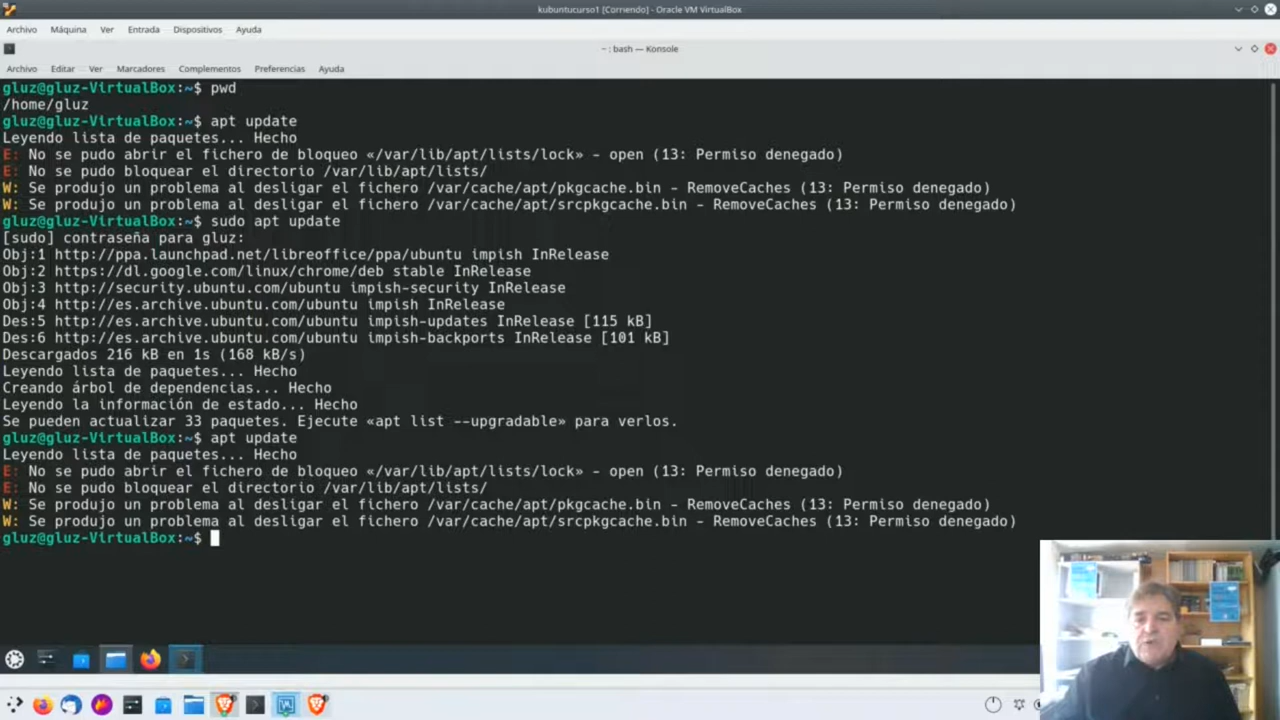 kubuntucurso1 [Corriendo] - Oracle VM VirtualBox
Archivo Máquina Ver Entrada Dispositivos Ayuda
~ : bash — Konsole
Archivo Editar Ver Marcadores Complementos Preferencias Ayuda
gluz@gluz-VirtualBox:~$ pwd
/home/gluz
gluz@gluz-VirtualBox:~$ apt update
Leyendo lista de paquetes... Hecho
E: No se pudo abrir el fichero de bloqueo «/var/lib/apt/lists/lock» - open (13: Permiso denegado)
E: No se pudo bloquear el directorio /var/lib/apt/lists/
W: Se produjo un problema al desligar el fichero /var/cache/apt/pkgcache.bin - RemoveCaches (13: Permiso denegado)
W: Se produjo un problema al desligar el fichero /var/cache/apt/srcpkgcache.bin - RemoveCaches (13: Permiso denegado)
gluz@gluz-VirtualBox:~$ sudo apt update
[sudo] contraseña para gluz:
Obj:1 http://ppa.launchpad.net/libreoffice/ppa/ubuntu impish InRelease
Obj:2 https://dl.google.com/linux/chrome/deb stable InRelease
Obj:3 http://security.ubuntu.com/ubuntu impish-security InRelease
Obj:4 http://es.archive.ubuntu.com/ubuntu impish InRelease
Des:5 http://es.archive.ubuntu.com/ubuntu impish-updates InRelease [115 kB]
Des:6 http://es.archive.ubuntu.com/ubuntu impish-backports InRelease [101 kB]
Descargados 216 kB en 1s (168 kB/s)
Leyendo lista de paquetes... Hecho
Creando árbol de dependencias... Hecho
Leyendo la información de estado... Hecho
Se pueden actualizar 33 paquetes. Ejecute «apt list --upgradable» para verlos.
gluz@gluz-VirtualBox:~$ apt update
Leyendo lista de paquetes... Hecho
E: No se pudo abrir el fichero de bloqueo «/var/lib/apt/lists/lock» - open (13: Permiso denegado)
E: No se pudo bloquear el directorio /var/lib/apt/lists/
W: Se produjo un problema al desligar el fichero /var/cache/apt/pkgcache.bin - RemoveCaches (13: Permiso denegado)
W: Se produjo un problema al desligar el fichero /var/cache/apt/srcpkgcache.bin - RemoveCaches (13: Permiso denegado)
gluz@gluz-VirtualBox:~$